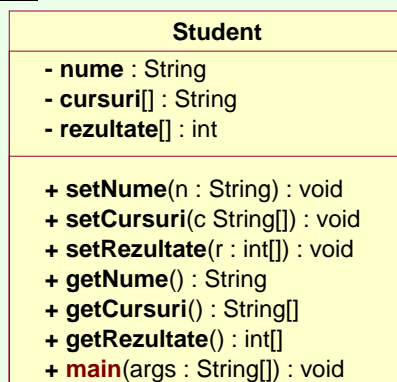 Student
- nume : String
- cursuri[] : String
- rezultate[] : int
+ setNume(n : String) : void
+ setCursuri(c String[]) : void
+ setRezultate(r : int[]) : void
+ getNume() : String
+ getCursuri() : String[]
+ getRezultate() : int[]
+ main(args : String[]) : void